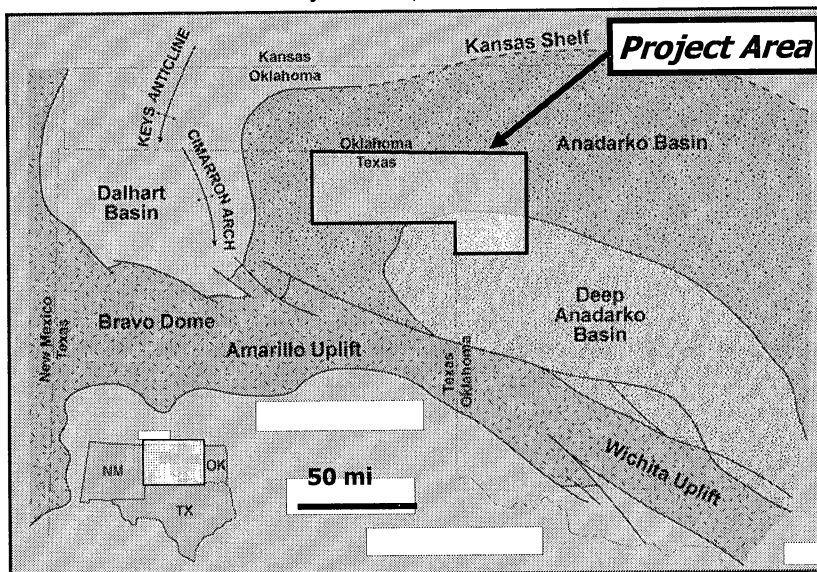 Kansas Shelf
Project Area
KEYS ANTICLINE
Kansas
Oklahoma
CIMARRON ARCH
Oklahoma
Texas
Anadarko Basin
Dalhart
Basin
Deep
Anadarko
Basin
New Mexico
Texas
Bravo Dome
Amarillo Uplift
Texas
Oklahoma
Wichita Uplift
NM
OK
TX
50 mi